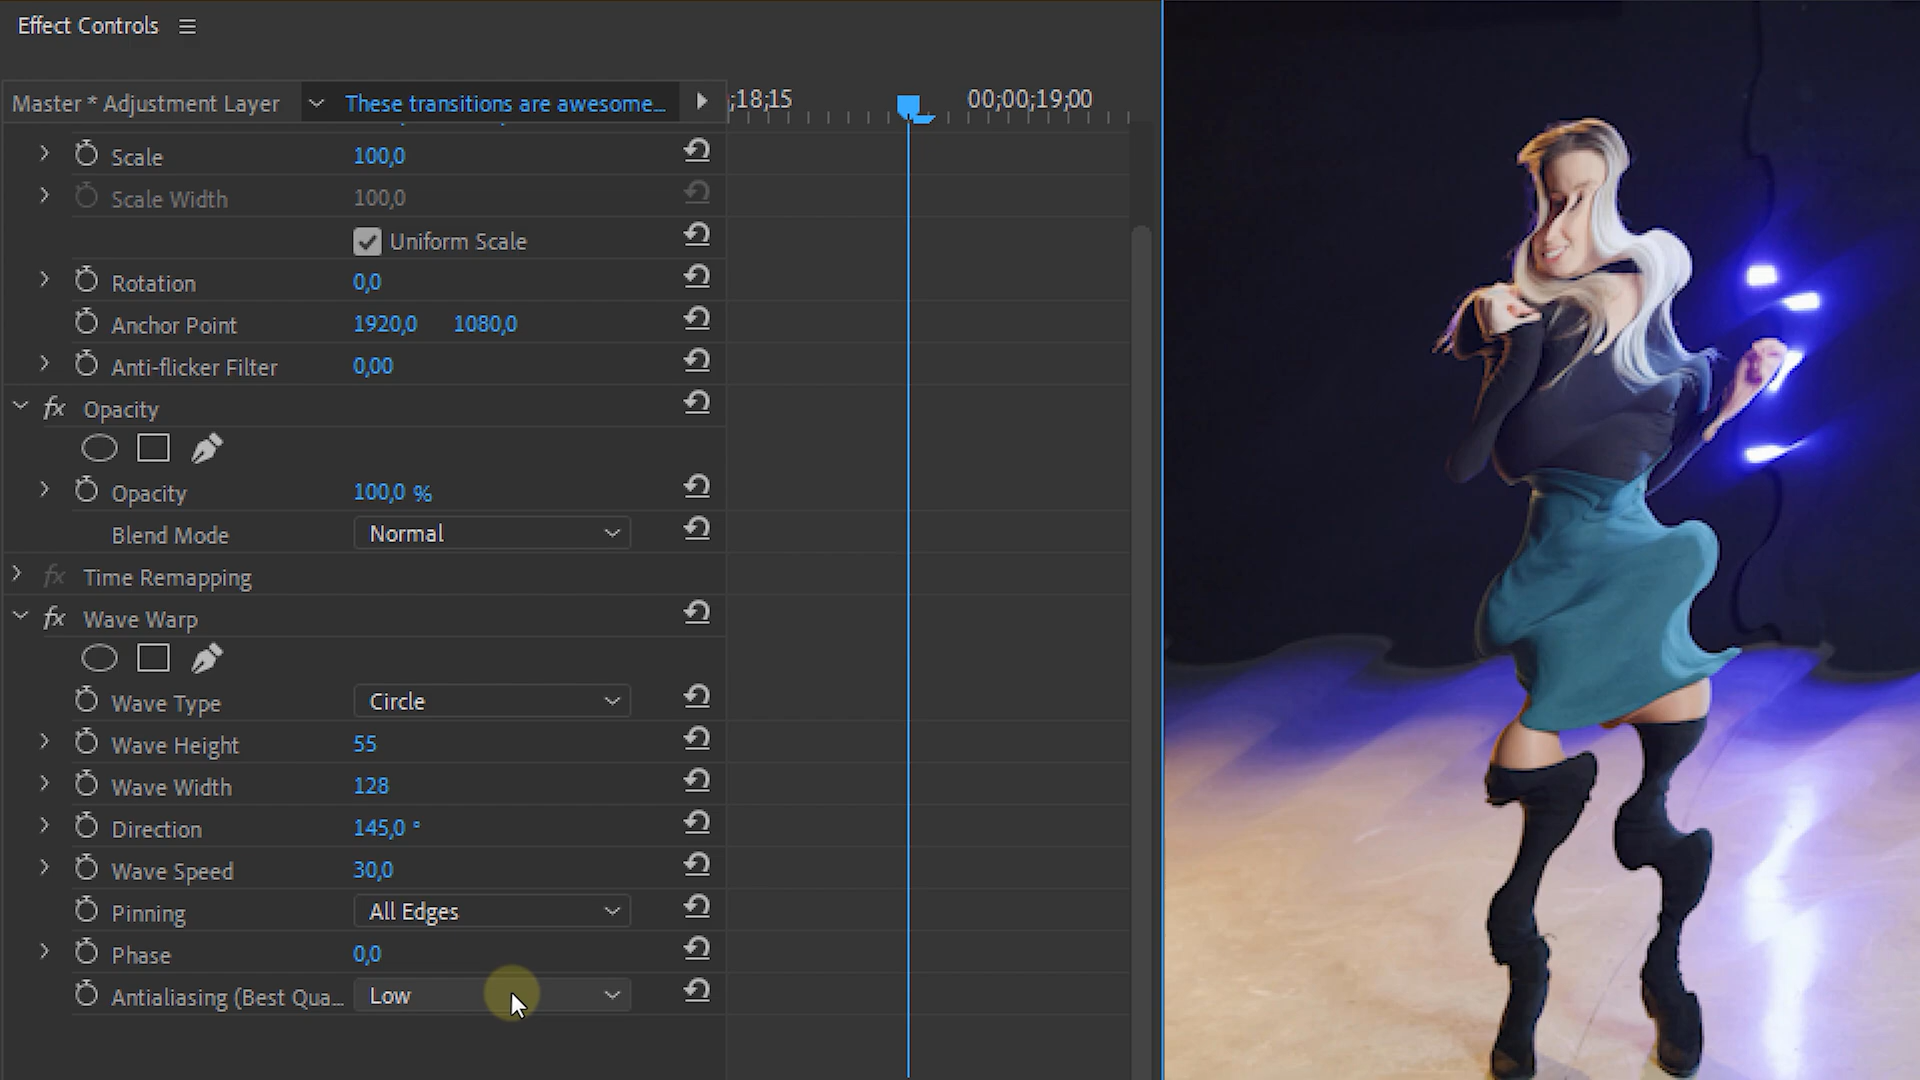 Effect Controls
Master * Adjustment Layer
These transitions are awesome...
;18;15
00;00;19;00
Scale 100,0
Scale Width 100,0
Uniform Scale
Rotation 0,0
Anchor Point 1920,0 1080,0
Anti-flicker Filter 0,00
fx Opacity
Opacity 100,0 %
Blend Mode Normal
fx Time Remapping
fx Wave Warp
Wave Type Circle
Wave Height 55
Wave Width 128
Direction 145,0 °
Wave Speed 30,0
Pinning All Edges
Phase 0,0
Antialiasing (Best Qua... Low